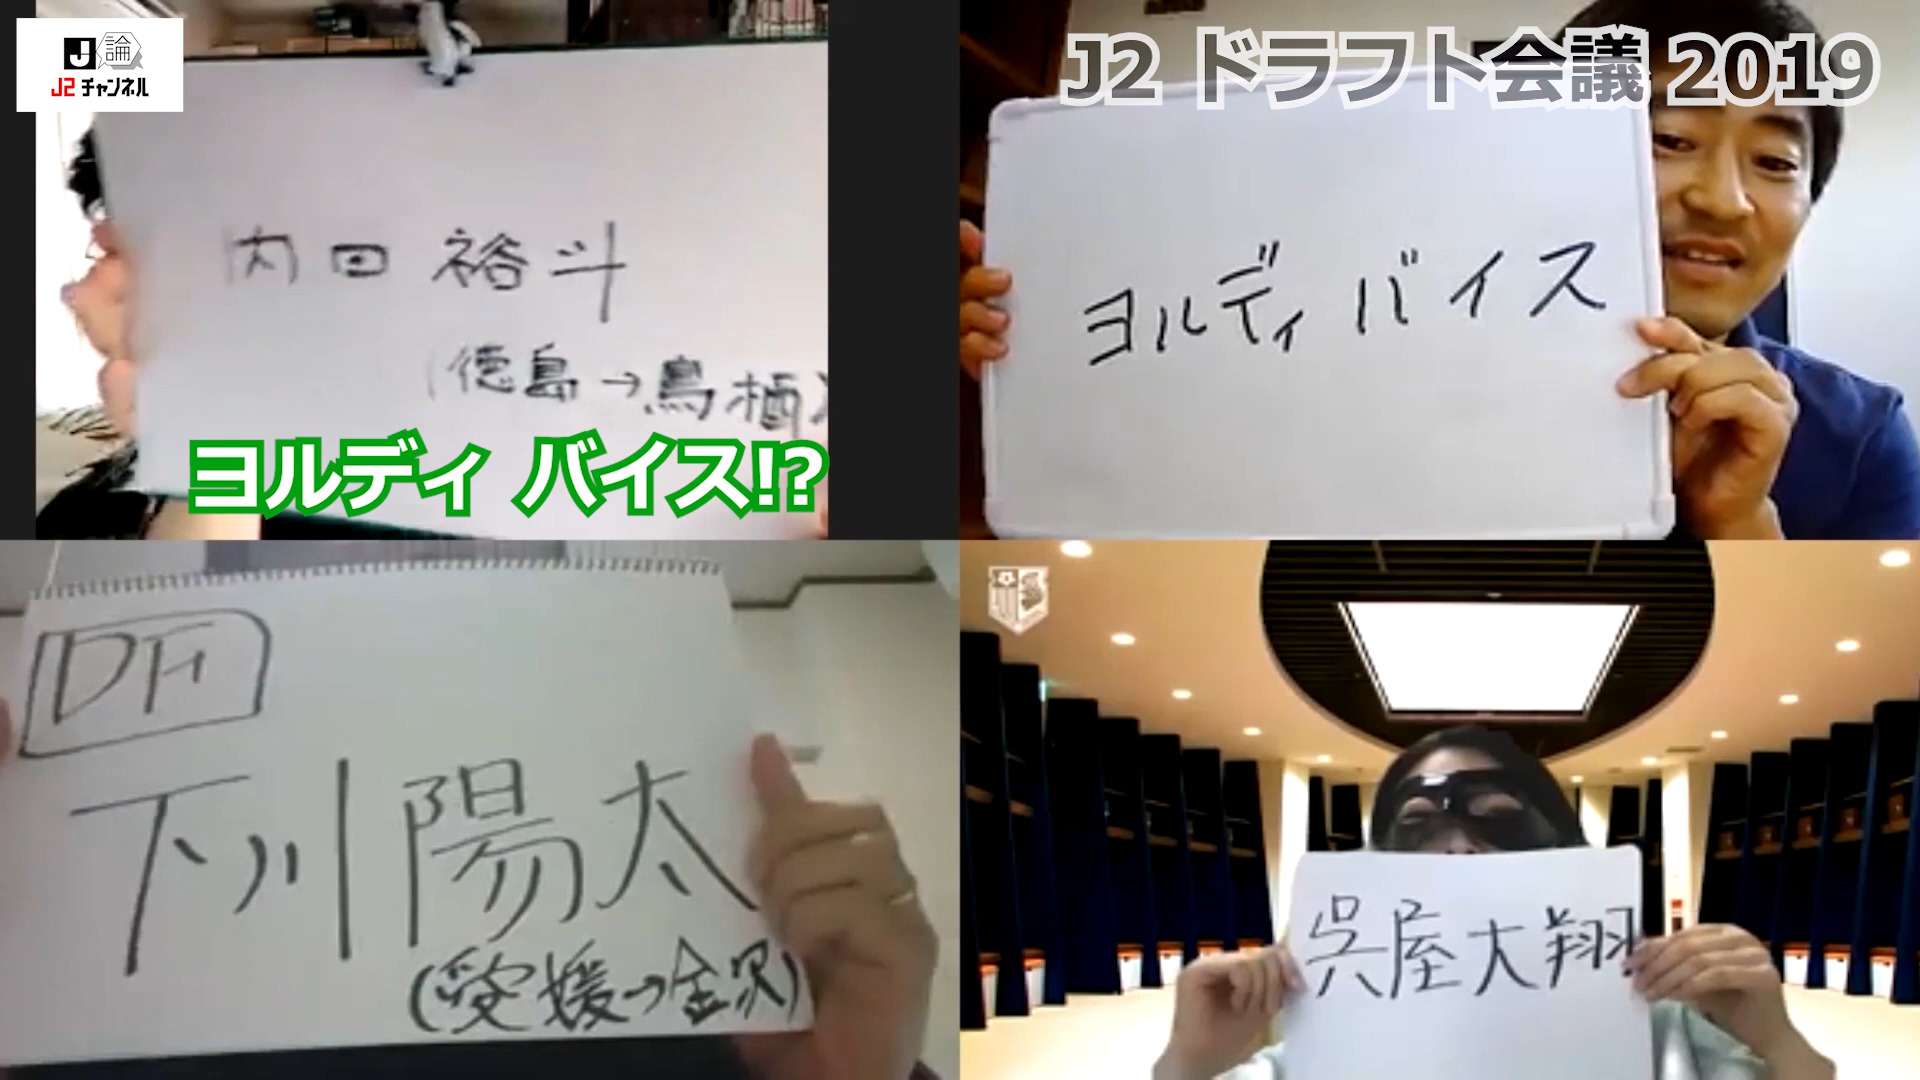 J論
J2チャンネル
J2 ドラフト会議 2019
内田 裕斗
(徳島→鳥栖)
ヨルディ バイス!?
ヨルディ バイス
DF
下川陽太
(愛媛→金沢)
呉屋大翔